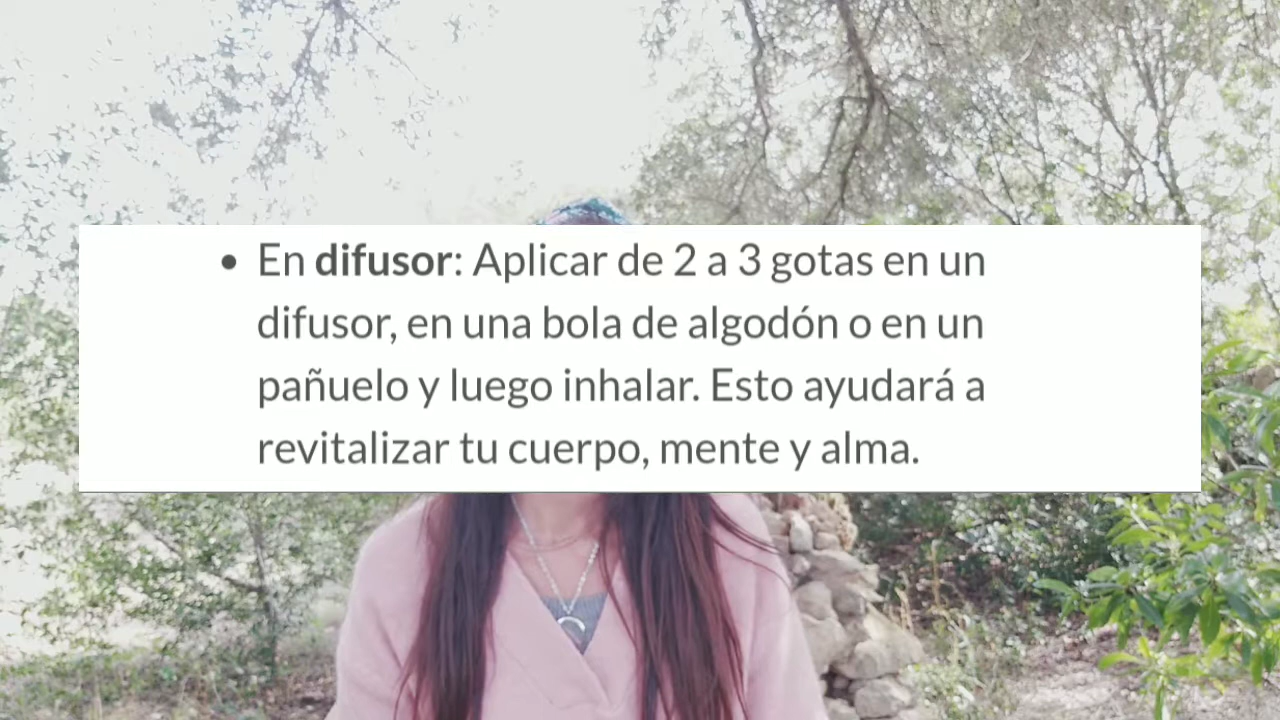 • En difusor: Aplicar de 2 a 3 gotas en un
difusor, en una bola de algodón o en un
pañuelo y luego inhalar. Esto ayudará a
revitalizar tu cuerpo, mente y alma.